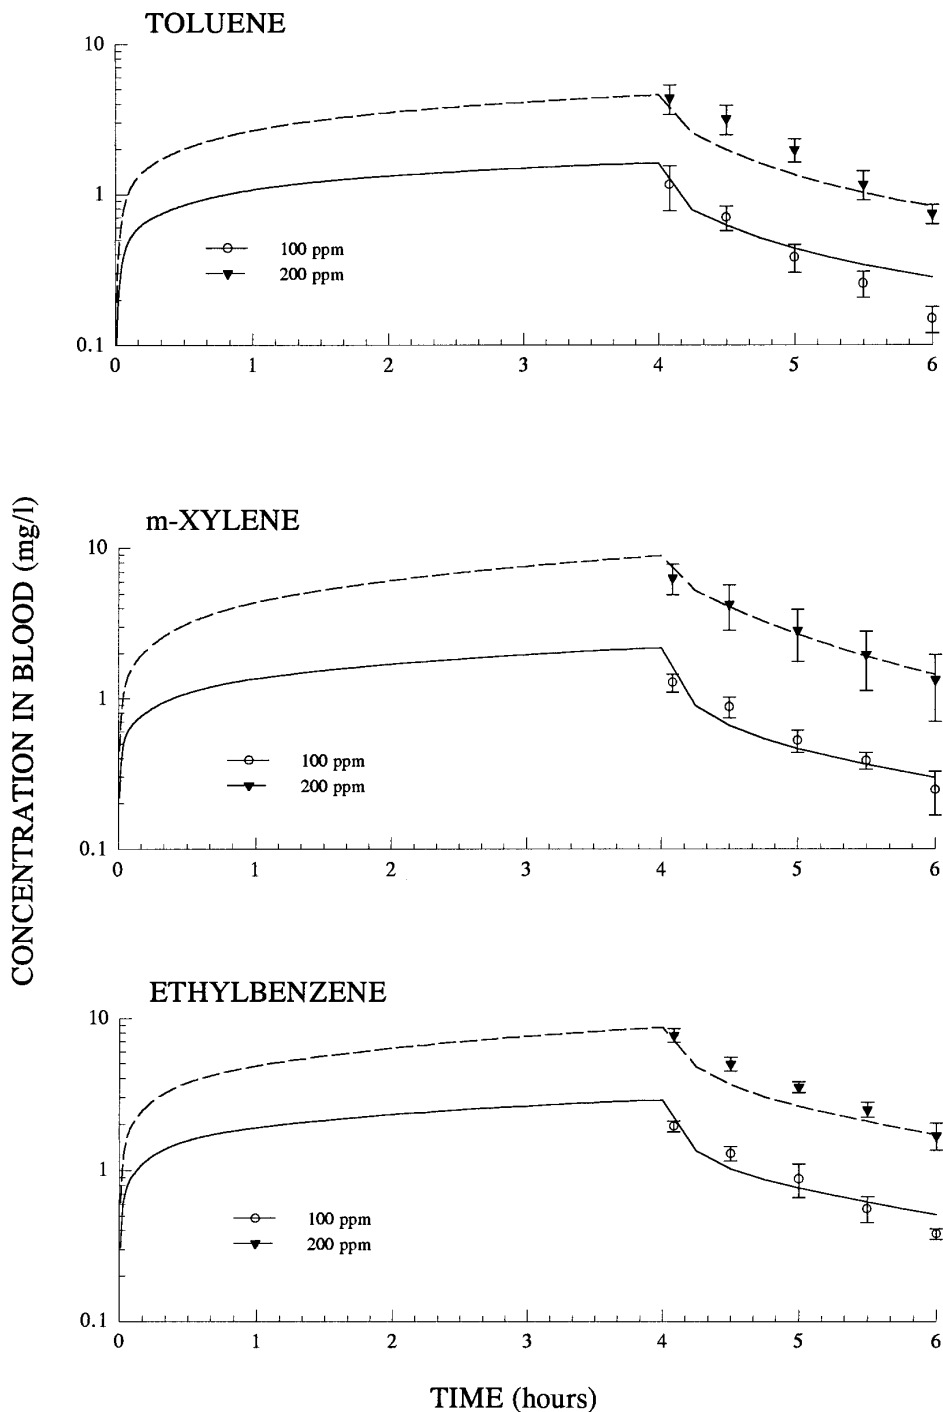 TOLUENE
10
1
0.1
100 ppm
200 ppm
0 1 2 3 4 5 6
m-XYLENE
10
1
0.1
100 ppm
200 ppm
0 1 2 3 4 5 6
ETHYLBENZENE
10
1
0.1
100 ppm
200 ppm
0 1 2 3 4 5 6
CONCENTRATION IN BLOOD (mg/l)
TIME (hours)